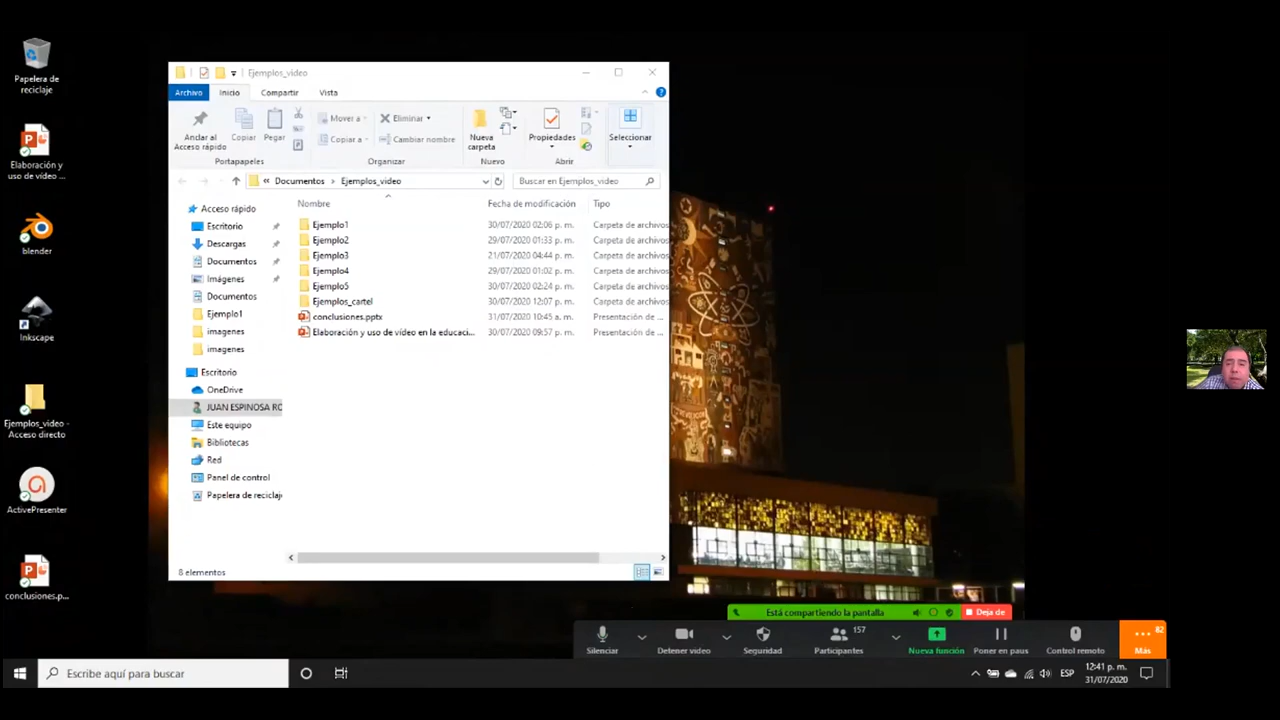 Papelera de
reciclaje
Elaboración y
uso de vídeo ...
blender
Inkscape
Ejemplos_video -
Acceso directo
ActivePresenter
conclusiones.p...
Ejemplos_video
Archivo Inicio Compartir Vista
Anclar al
Acceso rápido
Copiar
Pegar
Mover a
Copiar a
Eliminar
Cambiar nombre
Nueva
carpeta
Propiedades
Seleccionar
Portapapeles Organizar Nuevo Abrir
« Documentos > Ejemplos_video
Buscar en Ejemplos_video
Acceso rápido
Escritorio
Descargas
Documentos
Imágenes
Documentos
Ejemplo1
imagenes
imagenes
Escritorio
OneDrive
JUAN ESPINOSA RO
Este equipo
Bibliotecas
Red
Panel de control
Papelera de reciclaj
Nombre Fecha de modificación Tipo
Ejemplo1 30/07/2020 02:06 p. m. Carpeta de archivos
Ejemplo2 29/07/2020 01:33 p. m. Carpeta de archivos
Ejemplo3 21/07/2020 04:44 p. m. Carpeta de archivos
Ejemplo4 29/07/2020 01:02 p. m. Carpeta de archivos
Ejemplo5 30/07/2020 02:24 p. m. Carpeta de archivos
Ejemplos_cartel 30/07/2020 12:07 p. m. Carpeta de archivos
conclusiones.pptx 31/07/2020 10:45 a. m. Presentación de ...
Elaboración y uso de vídeo en la educaci... 30/07/2020 09:57 p. m. Presentación de ...
8 elementos
Está compartiendo la pantalla
Deja de
Silenciar
Detener video
Seguridad
157
Participantes
Nueva función
Poner en paus
Control remoto
82
Más
Escribe aquí para buscar
ESP
12:41 p. m.
31/07/2020